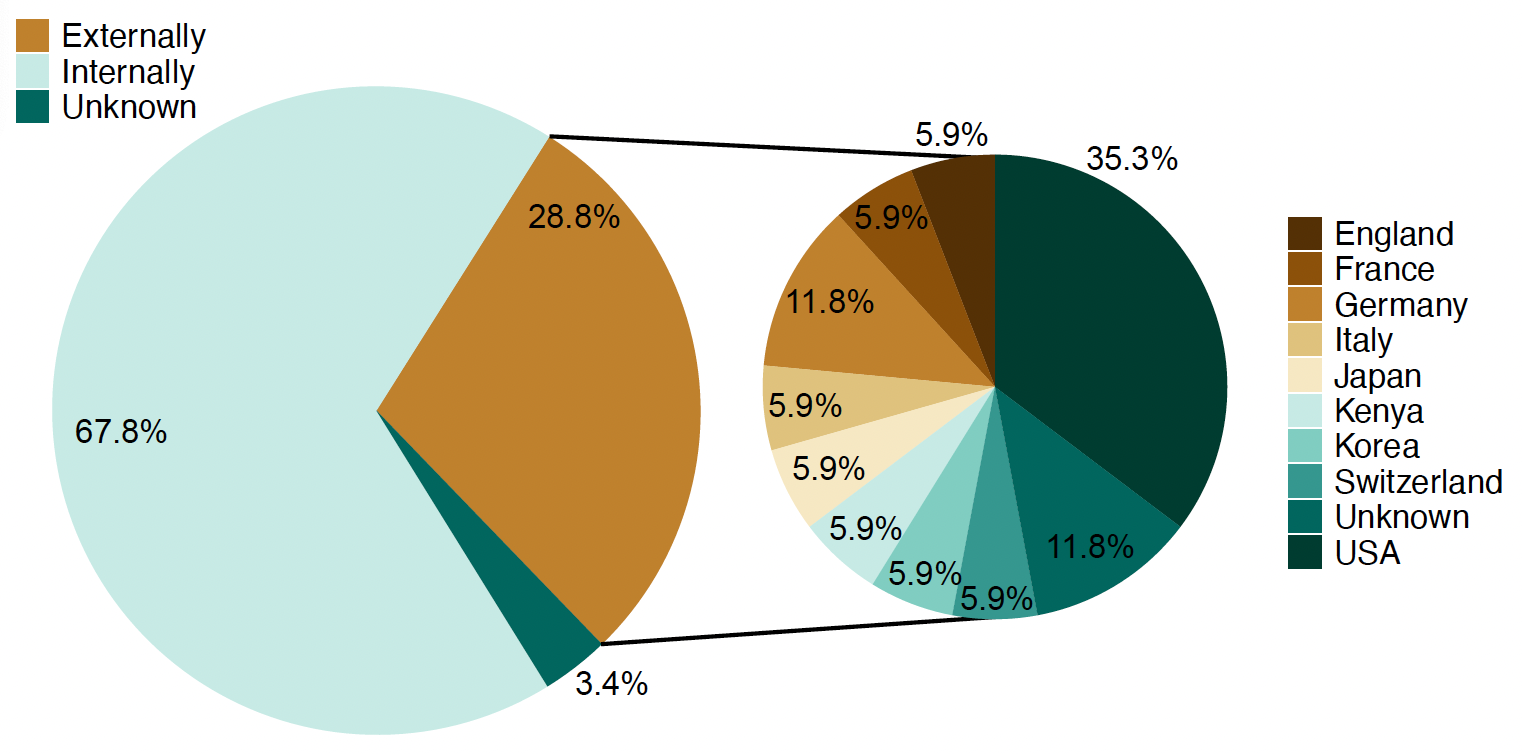 Externally
Internally
Unknown
28.8%
67.8%
3.4%
5.9%
35.3%
5.9%
11.8%
5.9%
5.9%
5.9%
5.9%
5.9%
11.8%
England
France
Germany
Italy
Japan
Kenya
Korea
Switzerland
Unknown
USA